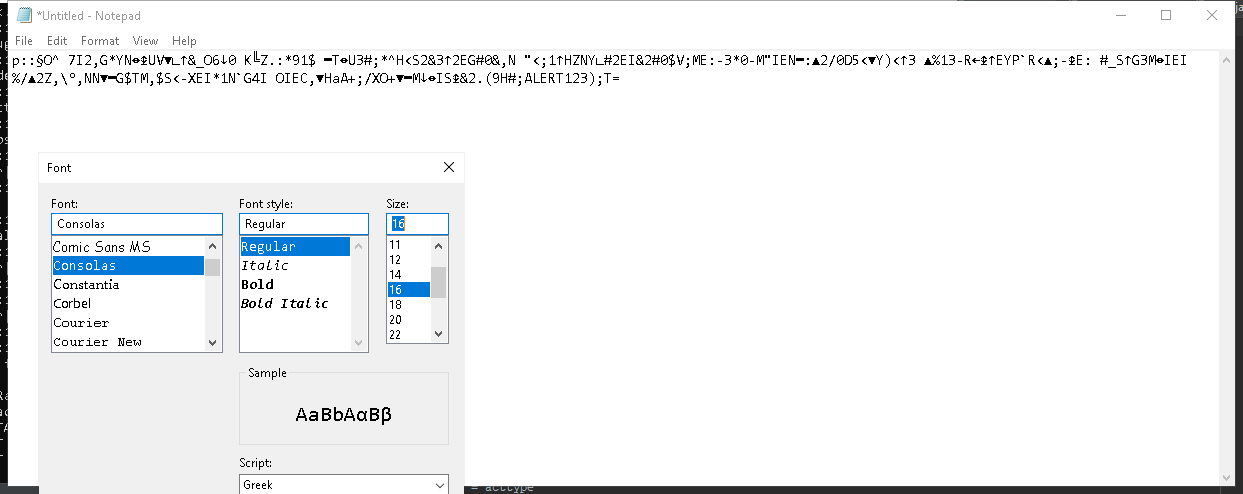 *Untitled - Notepad
File Edit Format View Help
p::§O^ 7I2,G*YN↔↨UV▼∟↑&_O6↓0 K╚Z.:*91$ ━T↔U3#;*^H<S2&3↑2EG#0&,N "<;1↑HZNY∟#2EI&2#0$V;ME:-3*0-M"IEN━:▲2/0D5<▼Y)<↑3 ▲%13-R←↨↑EYP`R<▲;-↨E: #_S↑G3M↔IEI
%/▲2Z,\°,NN▼━G$TM,$S<-XEI*1N`G4I OIEC,▼HaA+;/XO+▼━M↓↔IS↨&2.(9H#;ALERT123);T=
Font
Font: Font style: Size:
Consolas Regular 16
Comic Sans MS Regular 11
Consolas Italic 12
Constantia Bold 14
Corbel Bold Italic 16
Courier 18
Courier New 20
22
Sample
AaBbΑαΒβ
Script:
Greek
= acttype